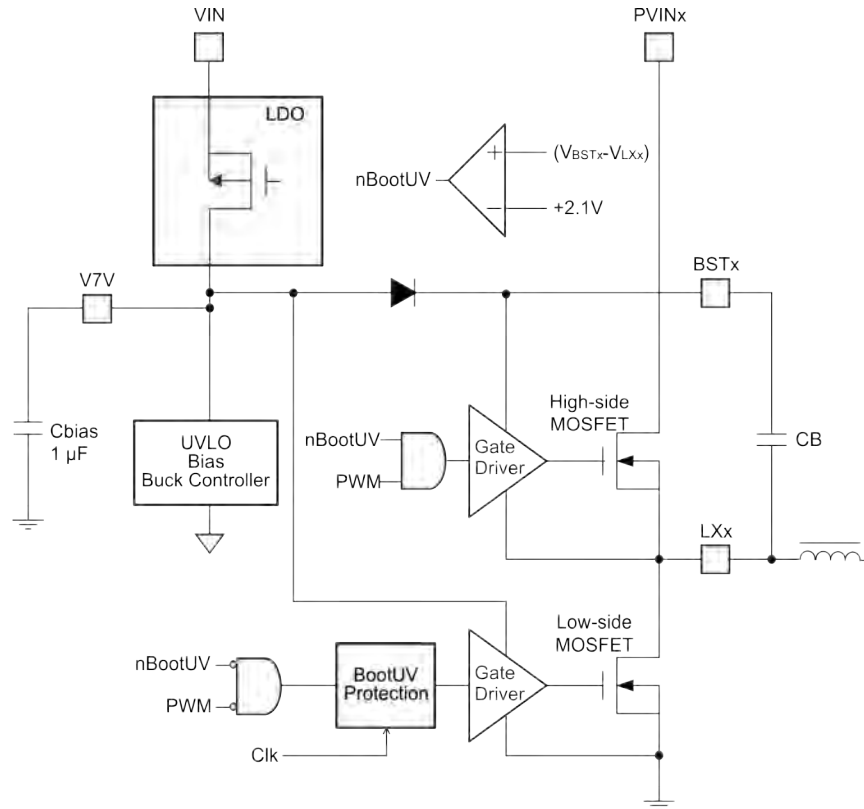 VIN
PVINx
LDO
+
(VBSTx-VLXx)
nBootUV
−
+2.1V
V7V
BSTx
Cbias
1 µF
UVLO
Bias
Buck Controller
nBootUV
PWM
Gate
Driver
High-side
MOSFET
CB
LXx
nBootUV
PWM
BootUV
Protection
Clk
Gate
Driver
Low-side
MOSFET